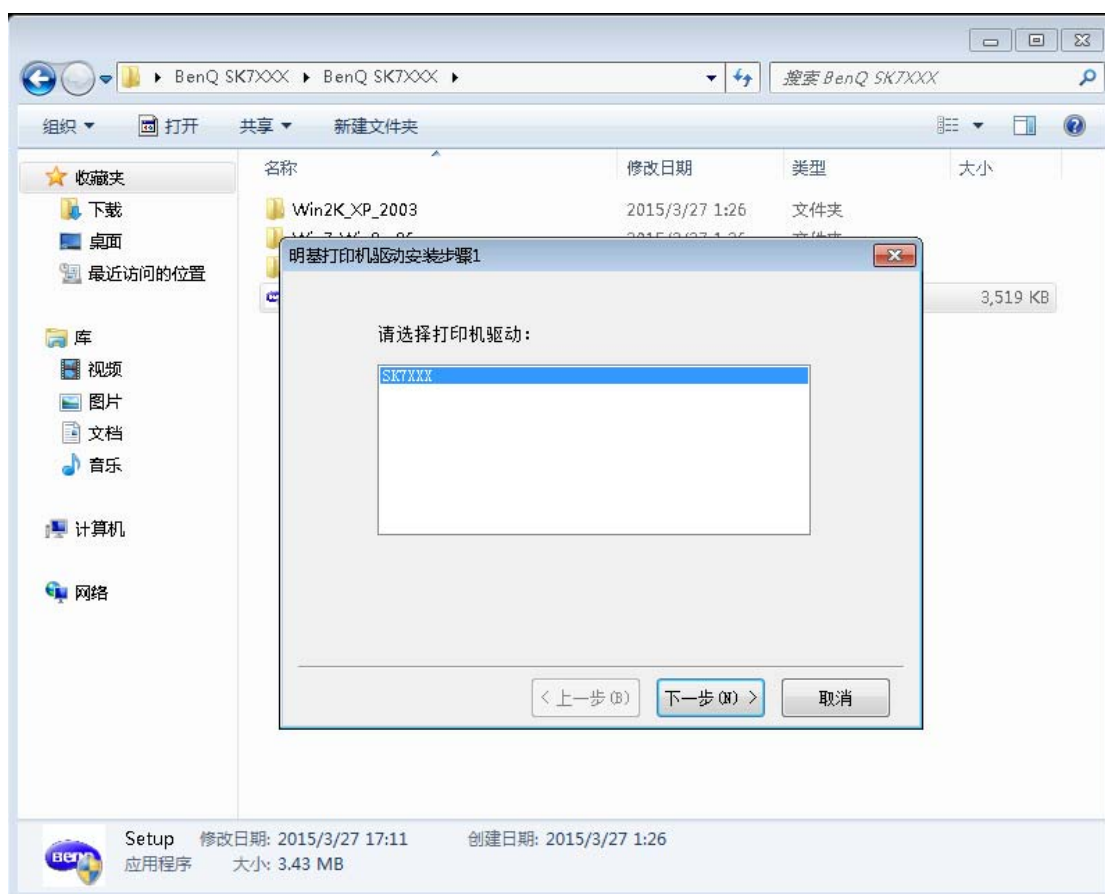 BenQ SK7XXX ▸ BenQ SK7XXX ▸
搜索 BenQ SK7XXX
组织 打开 共享 新建文件夹
名称 修改日期 类型 大小
收藏夹
下载
桌面
最近访问的位置
库
视频
图片
文档
音乐
计算机
网络
Win2K_XP_2003 2015/3/27 1:26 文件夹
3,519 KB
明基打印机驱动安装步骤1
请选择打印机驱动:
SK7XXX
< 上一步(B) 下一步(N) > 取消
Setup 修改日期: 2015/3/27 17:11 创建日期: 2015/3/27 1:26
应用程序 大小: 3.43 MB
BenQ